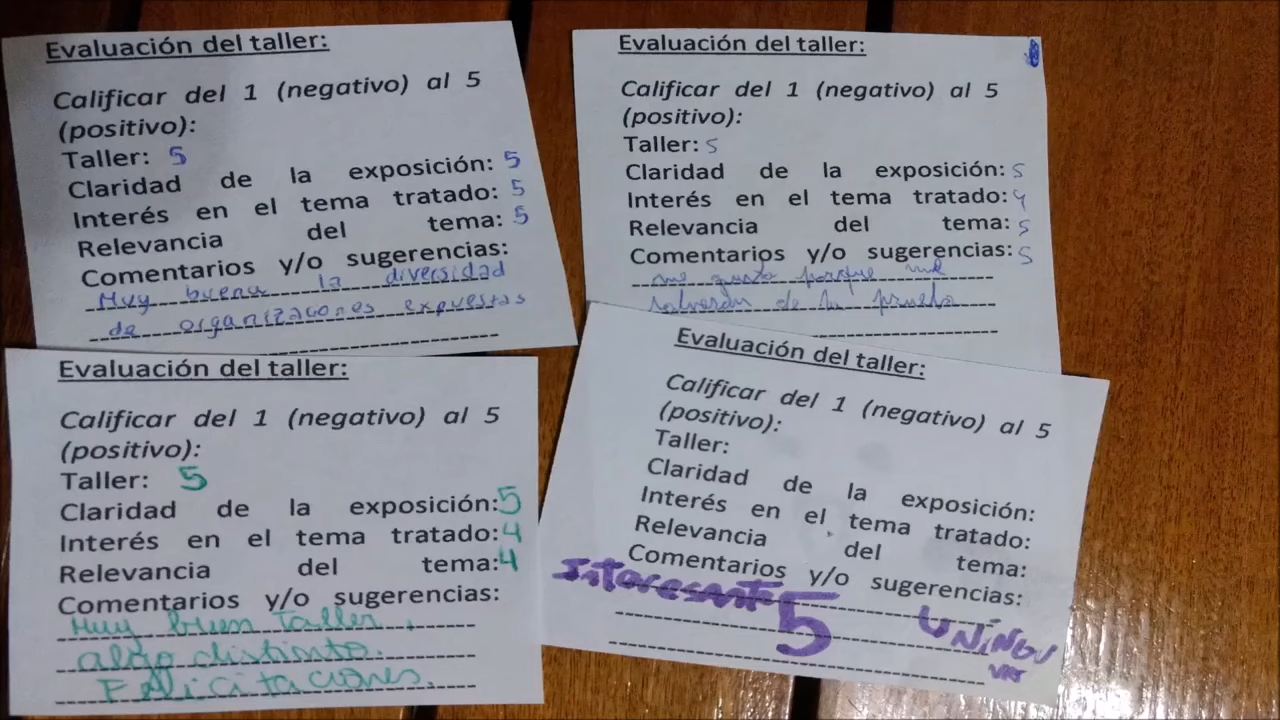 Evaluación del taller:
Calificar del 1 (negativo) al 5
(positivo):
Taller: 5
Claridad de la exposición: 5
Interés en el tema tratado: 5
Relevancia del tema: 5
Comentarios y/o sugerencias:
Muy buena la diversidad
de organizaciones expuestas
Evaluación del taller:
Calificar del 1 (negativo) al 5
(positivo):
Taller: 5
Claridad de la exposición: 5
Interés en el tema tratado: 4
Relevancia del tema: 5
Comentarios y/o sugerencias: 5
me gusto porque me
salveron de la prueba
Evaluación del taller:
Calificar del 1 (negativo) al 5
(positivo):
Taller: 5
Claridad de la exposición: 5
Interés en el tema tratado: 4
Relevancia del tema: 4
Comentarios y/o sugerencias:
Muy buen Taller,
algo distinto.
Felicitaciones.
Evaluación del taller:
Calificar del 1 (negativo) al 5
(positivo):
Taller:
Claridad de la exposición:
Interés en el tema tratado:
Relevancia del tema:
Comentarios y/o sugerencias:
Interesante 5